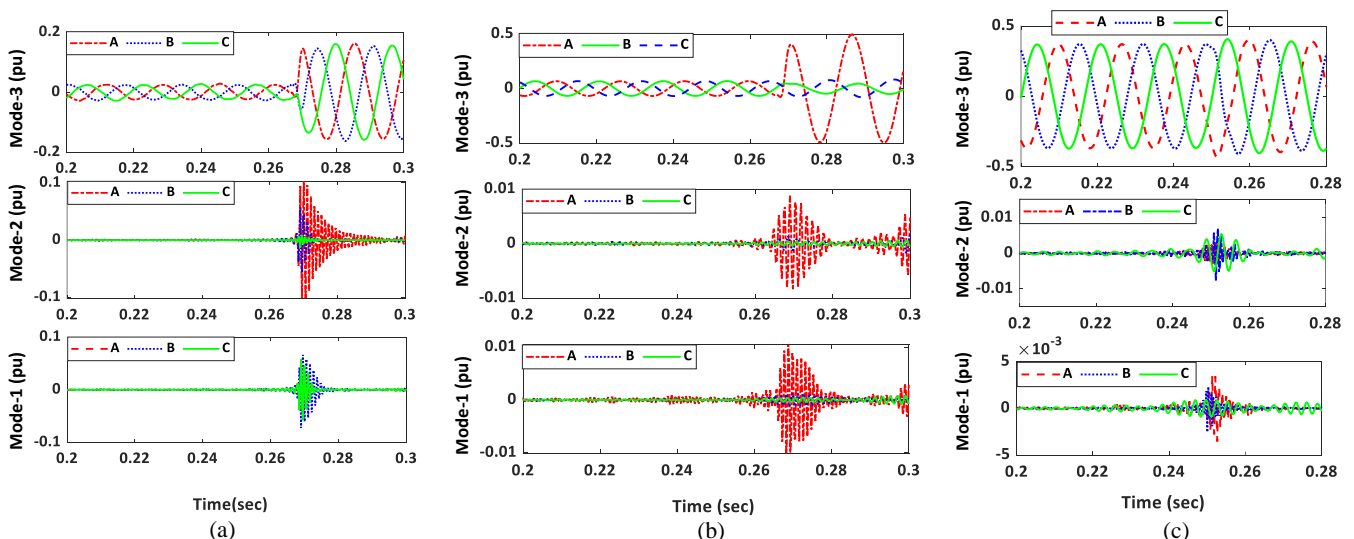 A B C
0.2
0
-0.2
Mode-3 (pu)
0.2 0.22 0.24 0.26 0.28 0.3
A B C
0.1
0
-0.1
Mode-2 (pu)
0.2 0.22 0.24 0.26 0.28 0.3
A B C
0.1
0
-0.1
Mode-1 (pu)
0.2 0.22 0.24 0.26 0.28 0.3
Time(sec)
(a)
A B C
0.5
0
-0.5
Mode-3 (pu)
0.2 0.22 0.24 0.26 0.28 0.3
A B C
0.01
0
-0.01
Mode-2 (pu)
0.2 0.22 0.24 0.26 0.28 0.3
A B C
0.01
0
-0.01
Mode-1 (pu)
0.2 0.22 0.24 0.26 0.28 0.3
Time (sec)
(b)
A B C
0.5
0
-0.5
Mode-3 (pu)
0.2 0.22 0.24 0.26 0.28
A B C
0.01
0
-0.01
Mode-2 (pu)
0.2 0.22 0.24 0.26 0.28
×10⁻³
A B C
5
0
-5
Mode-1 (pu)
0.2 0.22 0.24 0.26 0.28
Time (sec)
(c)